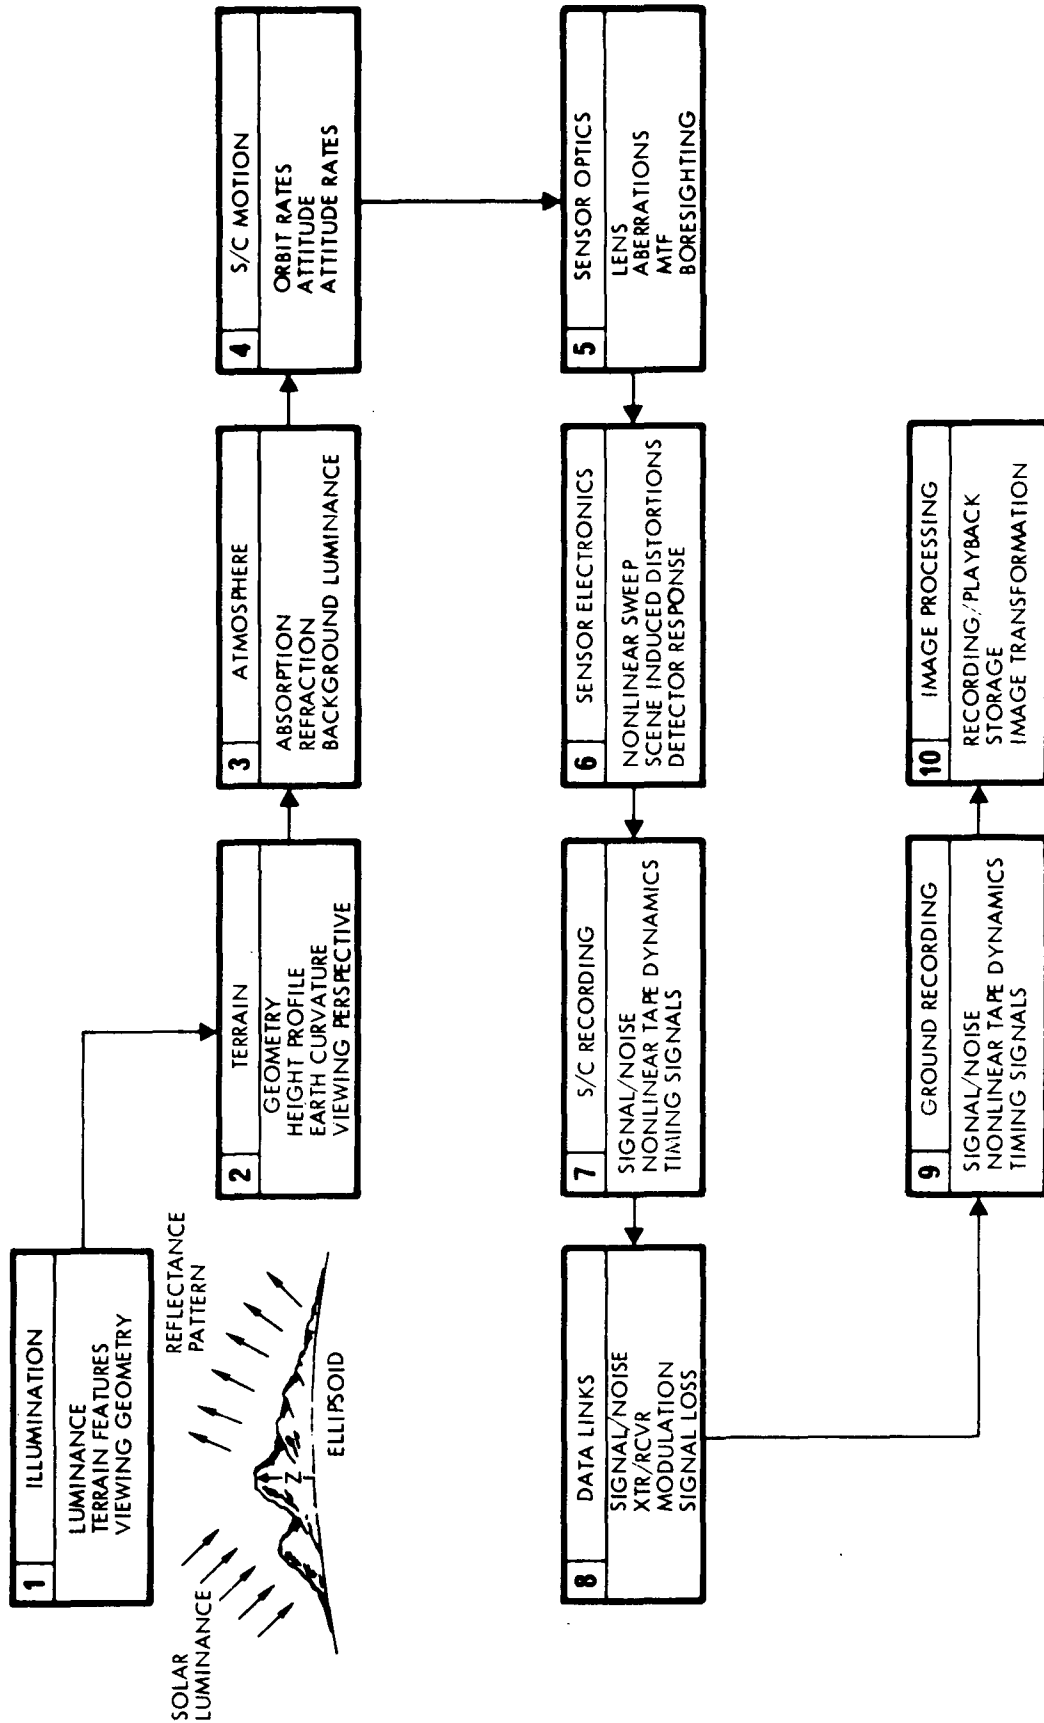 1 ILLUMINATION
LUMINANCE
TERRAIN FEATURES
VIEWING GEOMETRY
SOLAR
LUMINANCE
REFLECTANCE
PATTERN
Z
ELLIPSOID
2 TERRAIN
GEOMETRY
HEIGHT PROFILE
EARTH CURVATURE
VIEWING PERSPECTIVE
3 ATMOSPHERE
ABSORPTION
REFRACTION
BACKGROUND LUMINANCE
4 S/C MOTION
ORBIT RATES
ATTITUDE
ATTITUDE RATES
5 SENSOR OPTICS
LENS
ABERRATIONS
MTF
BORESIGHTING
6 SENSOR ELECTRONICS
NONLINEAR SWEEP
SCENE INDUCED DISTORTIONS
DETECTOR RESPONSE
7 S/C RECORDING
SIGNAL/NOISE
NONLINEAR TAPE DYNAMICS
TIMING SIGNALS
8 DATA LINKS
SIGNAL/NOISE
XTR/RCVR
MODULATION
SIGNAL LOSS
9 GROUND RECORDING
SIGNAL/NOISE
NONLINEAR TAPE DYNAMICS
TIMING SIGNALS
10 IMAGE PROCESSING
RECORDING/PLAYBACK
STORAGE
IMAGE TRANSFORMATION